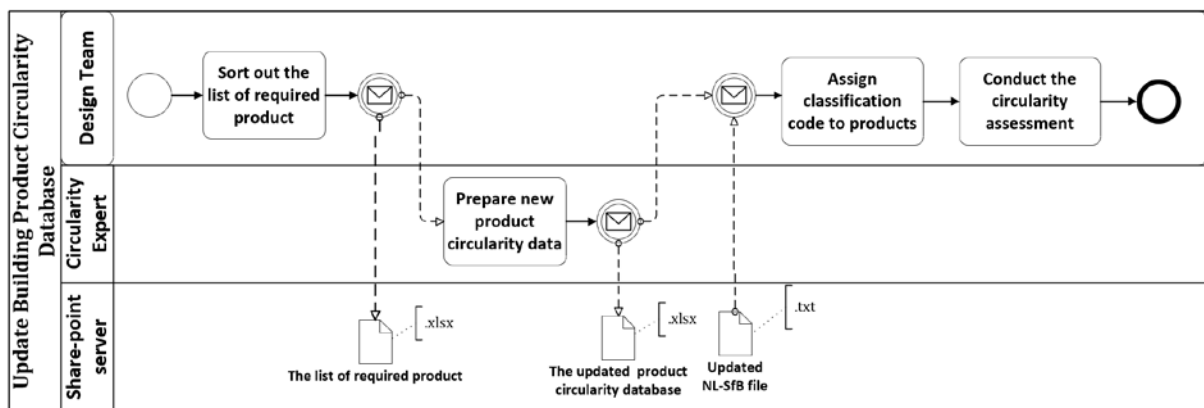 Update Building Product Circularity
Database
Design Team
Sort out the
list of required
product
Assign
classification
code to products
Conduct the
circularity
assessment
Circularity
Expert
Prepare new
product
circularity data
Share-point
server
.xlsx
The list of required product
.xlsx
The updated product
circularity database
.txt
Updated
NL-SfB file